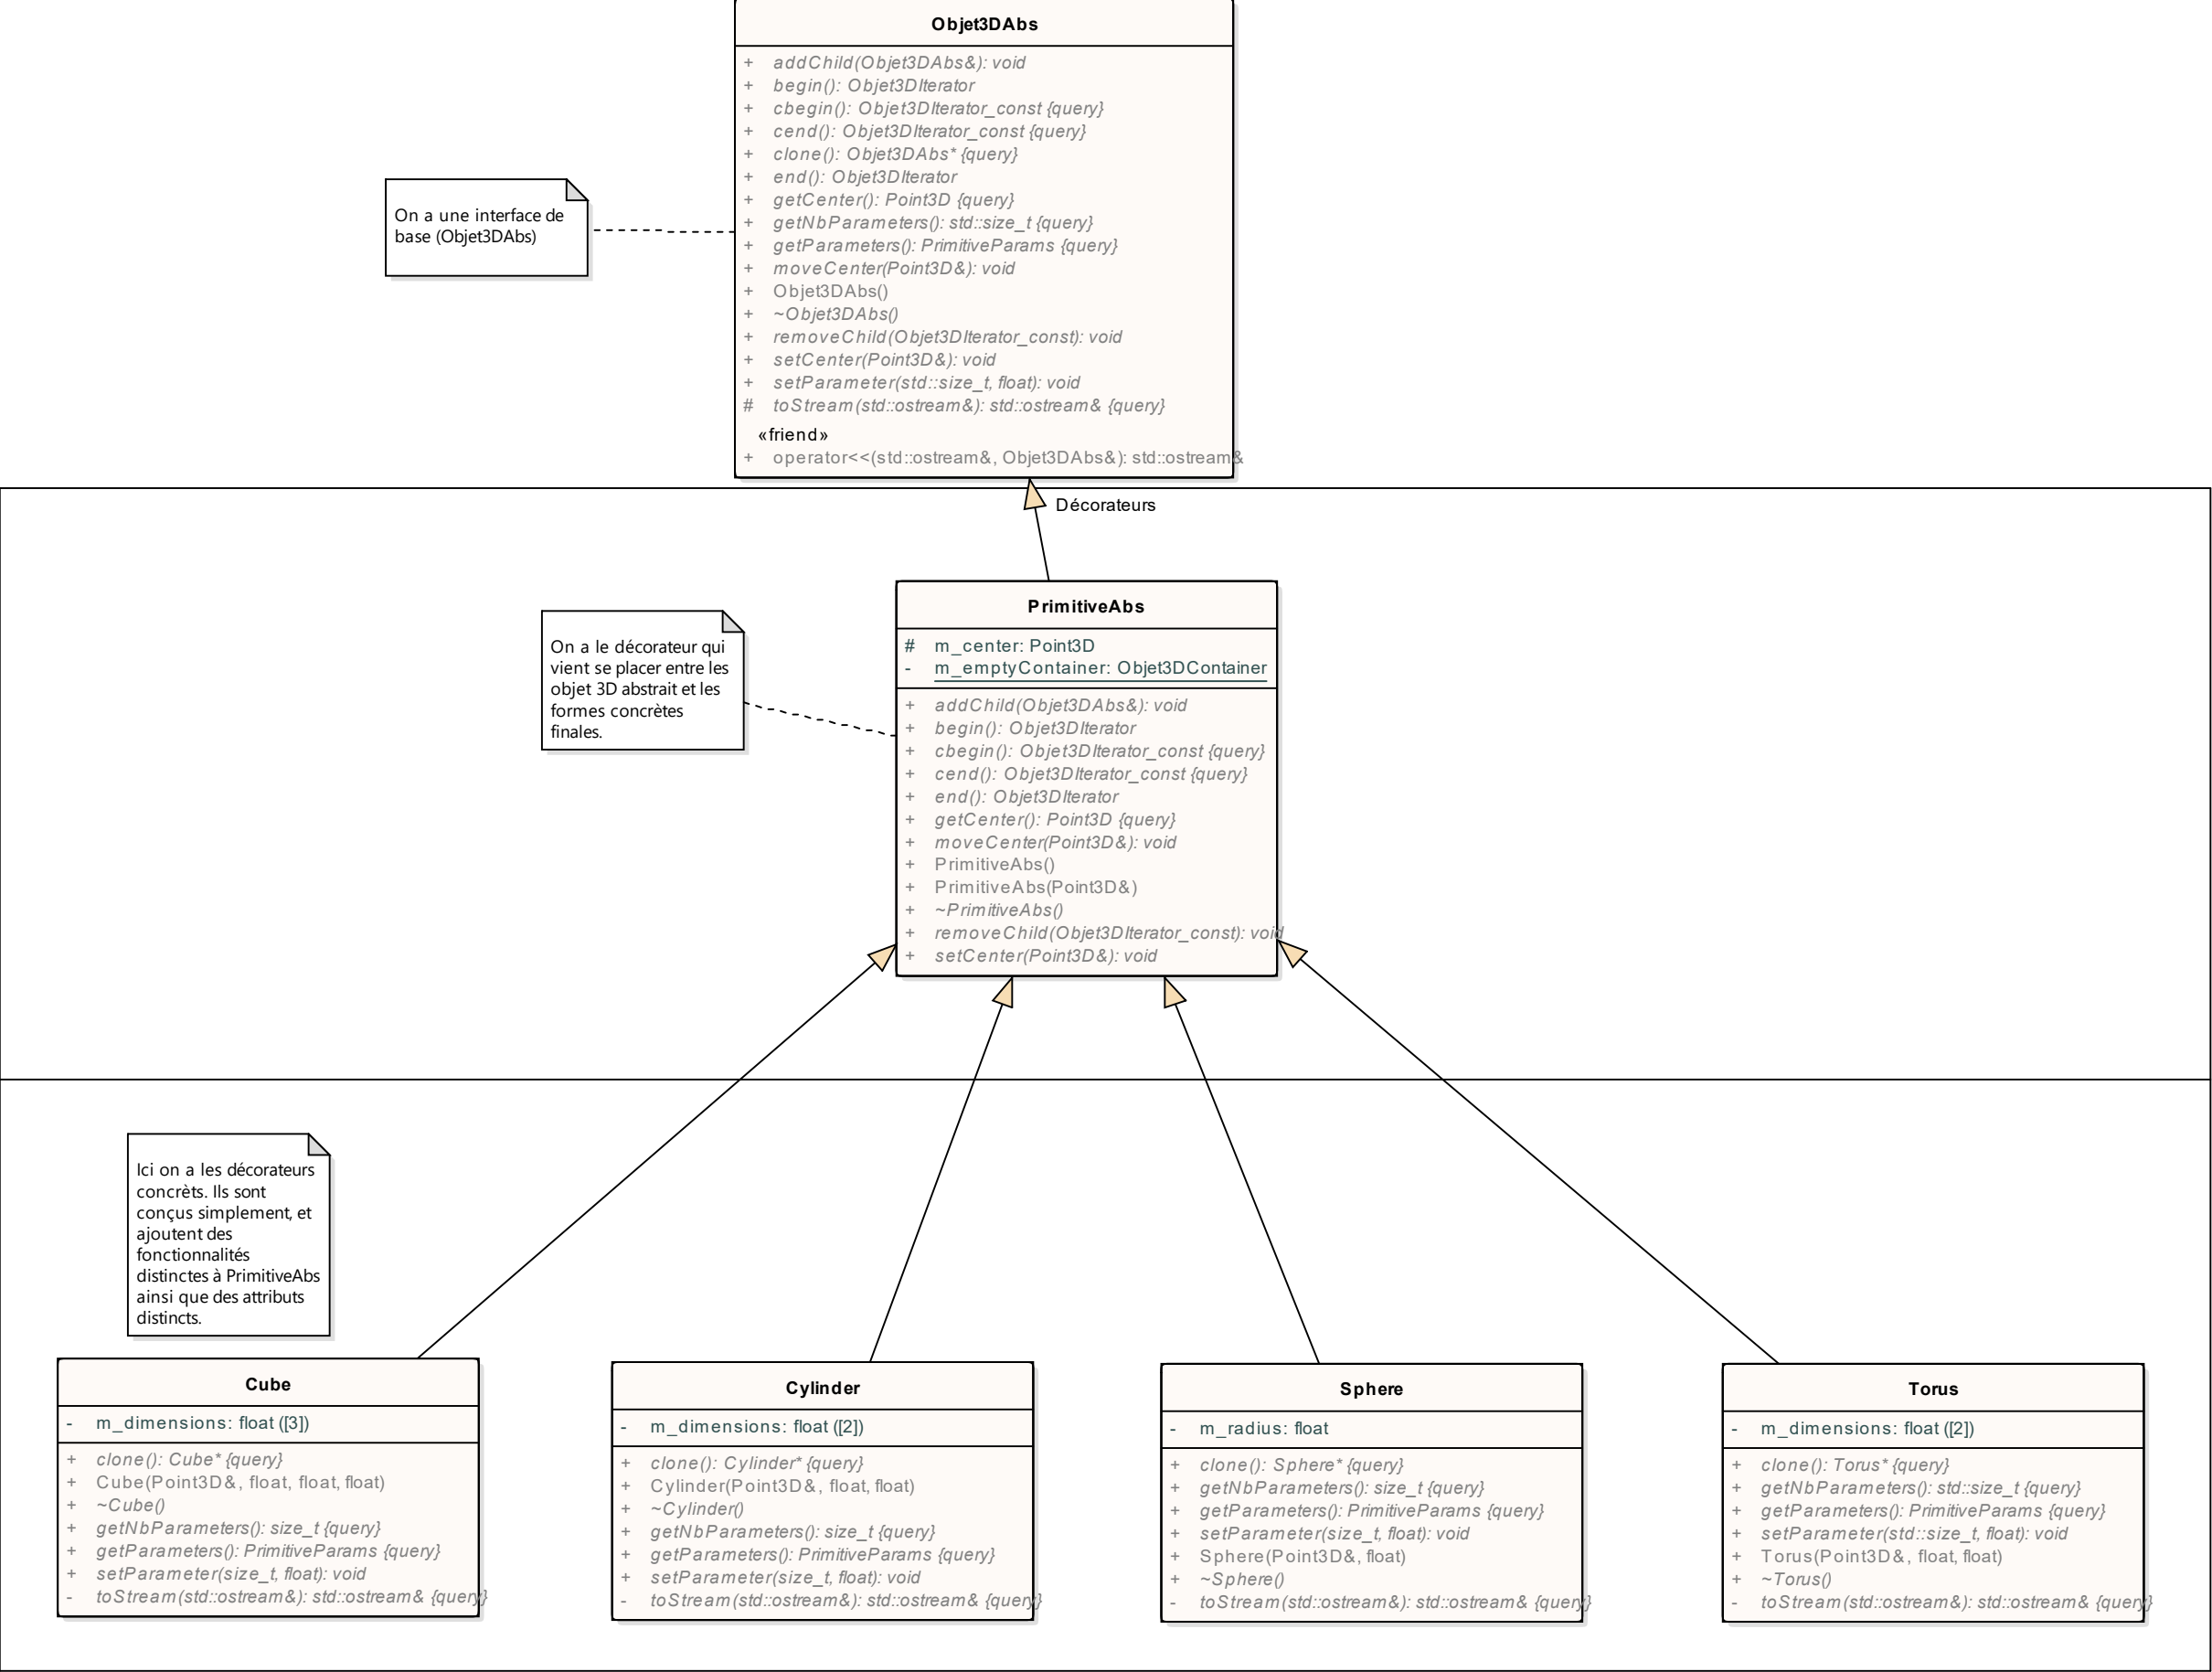 Objet3DAbs
+ addChild(Objet3DAbs&): void
+ begin(): Objet3DIterator
+ cbegin(): Objet3DIterator_const {query}
+ cend(): Objet3DIterator_const {query}
+ clone(): Objet3DAbs* {query}
+ end(): Objet3DIterator
+ getCenter(): Point3D {query}
+ getNbParameters(): std::size_t {query}
+ getParameters(): PrimitiveParams {query}
+ moveCenter(Point3D&): void
+ Objet3DAbs()
+ ~Objet3DAbs()
+ removeChild(Objet3DIterator_const): void
+ setCenter(Point3D&): void
+ setParameter(std::size_t, float): void
# toStream(std::ostream&): std::ostream& {query}
«friend»
+ operator<<(std::ostream&, Objet3DAbs&): std::ostream&
On a une interface de
base (Objet3DAbs)
Décorateurs
PrimitiveAbs
# m_center: Point3D
- m_emptyContainer: Objet3DContainer
+ addChild(Objet3DAbs&): void
+ begin(): Objet3DIterator
+ cbegin(): Objet3DIterator_const {query}
+ cend(): Objet3DIterator_const {query}
+ end(): Objet3DIterator
+ getCenter(): Point3D {query}
+ moveCenter(Point3D&): void
+ PrimitiveAbs()
+ PrimitiveAbs(Point3D&)
+ ~PrimitiveAbs()
+ removeChild(Objet3DIterator_const): void
+ setCenter(Point3D&): void
On a le décorateur qui
vient se placer entre les
objet 3D abstrait et les
formes concrètes
finales.
Ici on a les décorateurs
concrèts. Ils sont
conçus simplement, et
ajoutent des
fonctionnalités
distinctes à PrimitiveAbs
ainsi que des attributs
distincts.
Cube
- m_dimensions: float ([3])
+ clone(): Cube* {query}
+ Cube(Point3D&, float, float, float)
+ ~Cube()
+ getNbParameters(): size_t {query}
+ getParameters(): PrimitiveParams {query}
+ setParameter(size_t, float): void
- toStream(std::ostream&): std::ostream& {query}
Cylinder
- m_dimensions: float ([2])
+ clone(): Cylinder* {query}
+ Cylinder(Point3D&, float, float)
+ ~Cylinder()
+ getNbParameters(): size_t {query}
+ getParameters(): PrimitiveParams {query}
+ setParameter(size_t, float): void
- toStream(std::ostream&): std::ostream& {query}
Sphere
- m_radius: float
+ clone(): Sphere* {query}
+ getNbParameters(): size_t {query}
+ getParameters(): PrimitiveParams {query}
+ setParameter(size_t, float): void
+ Sphere(Point3D&, float)
+ ~Sphere()
- toStream(std::ostream&): std::ostream& {query}
Torus
- m_dimensions: float ([2])
+ clone(): Torus* {query}
+ getNbParameters(): std::size_t {query}
+ getParameters(): PrimitiveParams {query}
+ setParameter(std::size_t, float): void
+ Torus(Point3D&, float, float)
+ ~Torus()
- toStream(std::ostream&): std::ostream& {query}